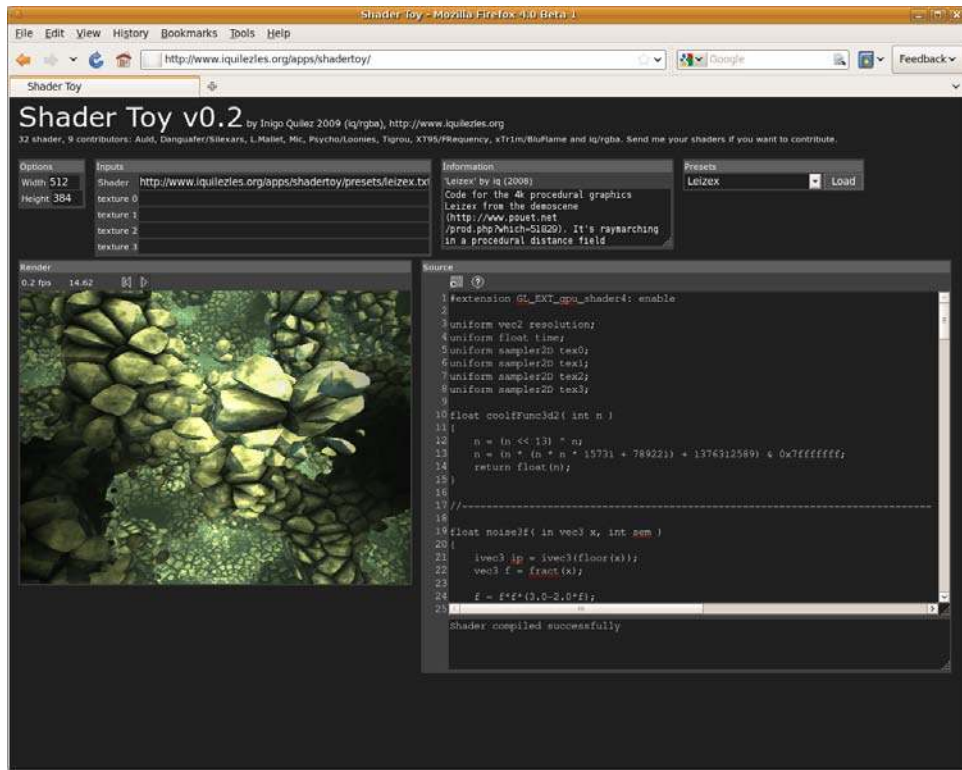 Shader Toy - Mozilla Firefox 4.0 Beta 1
File Edit View History Bookmarks Tools Help
http://www.iquilezles.org/apps/shadertoy/
Google
Feedback
Shader Toy
Shader Toy v0.2 by Inigo Quilez 2009 (iq/rgba), http://www.iquilezles.org
32 shader, 9 contributors: Auld, Danguafer/Silexars, L.Mallet, Mic, Psycho/Loonies, Tigrou, XT95/FRequency, xTr1m/BluFlame and iq/rgba. Send me your shaders if you want to contribute.
Options
Width 512
Height 384
Inputs
Shader http://www.iquilezles.org/apps/shadertoy/presets/leizex.txt
texture 0
texture 1
texture 2
texture 3
Information
'Leizex' by iq (2008)
Code for the 4k procedural graphics
Leizex from the demoscene
(http://www.pouet.net
/prod.php?which=51829). It's raymarching
in a procedural distance field
Presets
Leizex Load
Render
0.2 fps 14.62
Source
1 #extension GL_EXT_gpu_shader4: enable
2
3 uniform vec2 resolution;
4 uniform float time;
5 uniform sampler2D tex0;
6 uniform sampler2D tex1;
7 uniform sampler2D tex2;
8 uniform sampler2D tex3;
9
10 float coolfFunc3d2( int n )
11 {
12 n = (n << 13) ^ n;
13 n = (n * (n * n * 15731 + 789221) + 1376312589) & 0x7fffffff;
14 return float(n);
15 }
16
17 //------------------------------------------------------------------
18
19 float noise3f( in vec3 x, int sem )
20 {
21 ivec3 ip = ivec3(floor(x));
22 vec3 f = fract(x);
23
24 f = f*f*(3.0-2.0*f);
25
Shader compiled successfully